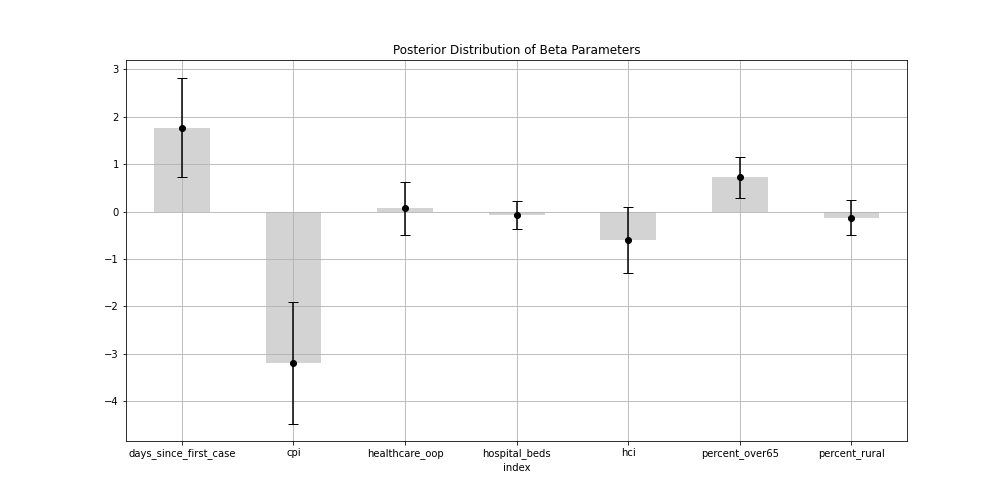 Posterior Distribution of Beta Parameters
3
2
1
0
−1
−2
−3
−4
days_since_first_case cpi healthcare_oop hospital_beds hci percent_over65 percent_rural
index